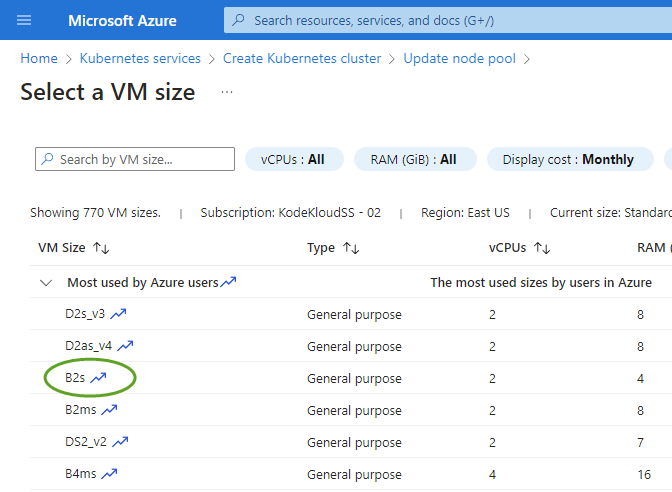 Microsoft Azure
Search resources, services, and docs (G+/)
Home > Kubernetes services > Create Kubernetes cluster > Update node pool >
Select a VM size ...
Search by VM size...
vCPUs : All
RAM (GiB) : All
Display cost : Monthly
Showing 770 VM sizes. | Subscription: KodeKloudSS - 02 | Region: East US | Current size: Standar
VM Size ↑↓ Type ↑↓ vCPUs ↑↓ RAM (
Most used by Azure users The most used sizes by users in Azure
D2s_v3 General purpose 2 8
D2as_v4 General purpose 2 8
B2s General purpose 2 4
B2ms General purpose 2 8
DS2_v2 General purpose 2 7
B4ms General purpose 4 16